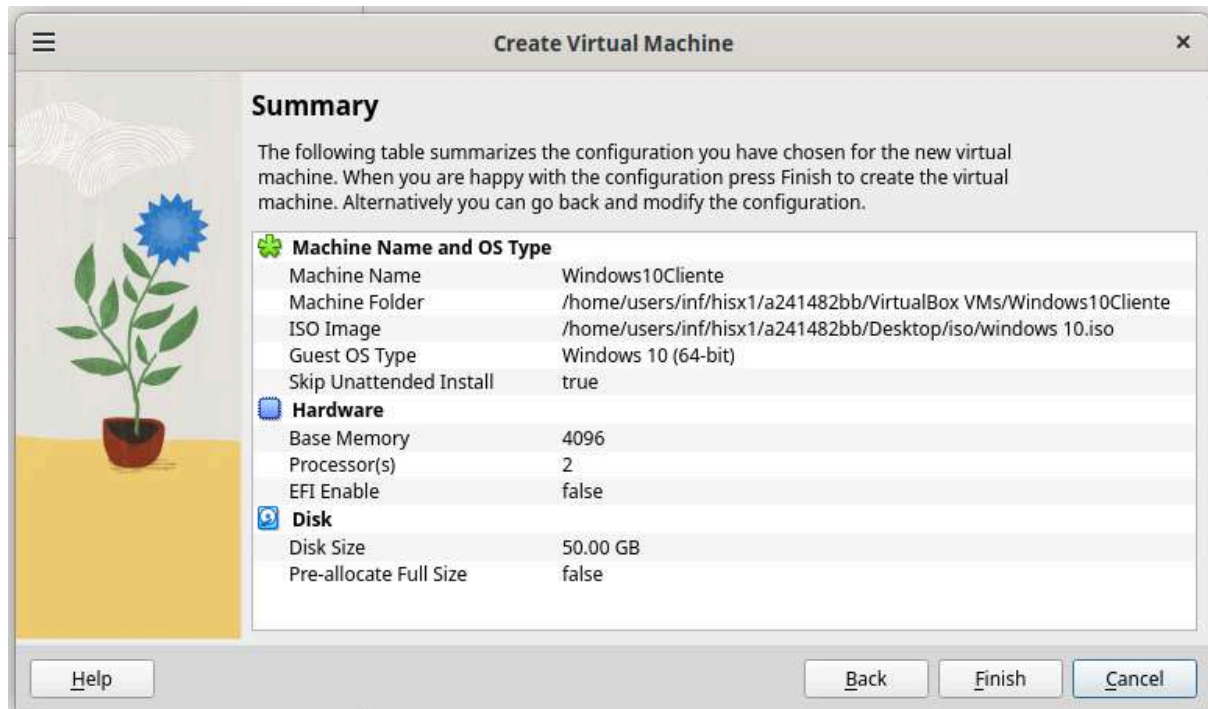 Create Virtual Machine
Summary
The following table summarizes the configuration you have chosen for the new virtual
machine. When you are happy with the configuration press Finish to create the virtual
machine. Alternatively you can go back and modify the configuration.
Machine Name and OS Type
Machine Name Windows10Cliente
Machine Folder /home/users/inf/hisx1/a241482bb/VirtualBox VMs/Windows10Cliente
ISO Image /home/users/inf/hisx1/a241482bb/Desktop/iso/windows 10.iso
Guest OS Type Windows 10 (64-bit)
Skip Unattended Install true
Hardware
Base Memory 4096
Processor(s) 2
EFI Enable false
Disk
Disk Size 50.00 GB
Pre-allocate Full Size false
Help Back Finish Cancel